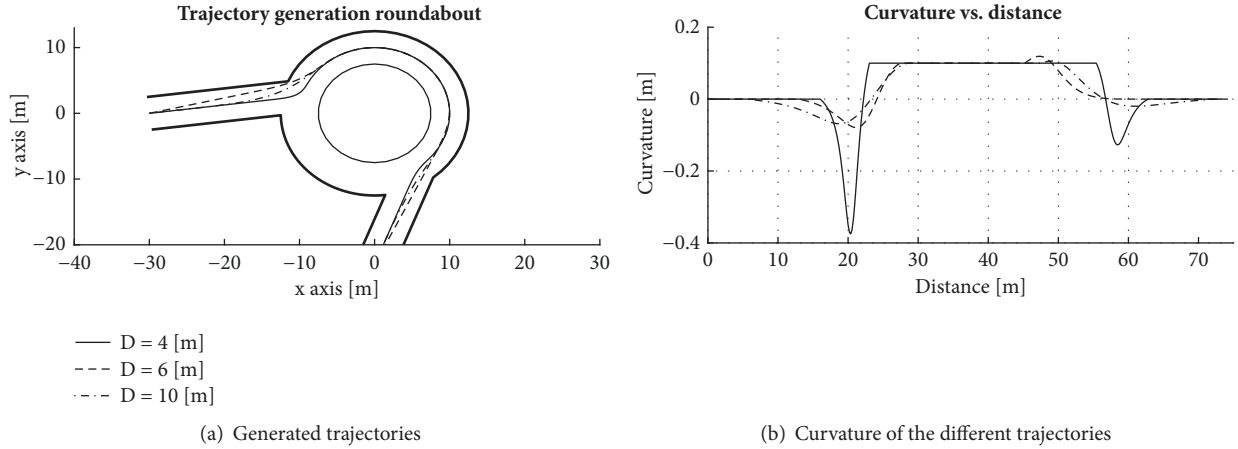 Trajectory generation roundabout
10
0
−10
−20
y axis [m]
−40 −30 −20 −10 0 10 20 30
x axis [m]
D = 4 [m]
D = 6 [m]
D = 10 [m]
(a) Generated trajectories
Curvature vs. distance
0.2
0
−0.2
−0.4
Curvature [m]
0 10 20 30 40 50 60 70
Distance [m]
(b) Curvature of the different trajectories